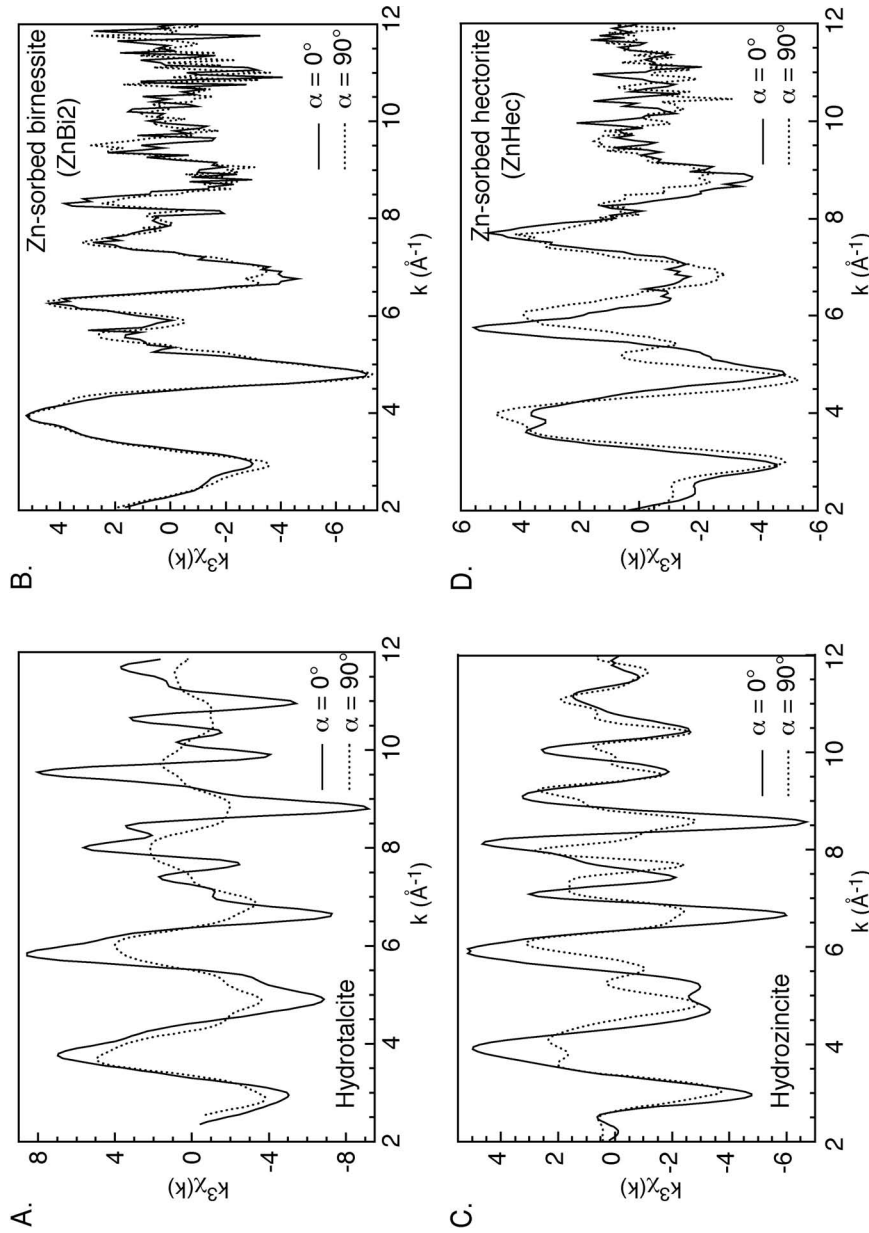 A.
8
4
0
-4
-8
k³χ(k)
Hydrotalcite
α = 0°
α = 90°
2 4 6 8 10 12
k (Å-1)
B.
4
2
0
-2
-4
-6
k³χ(k)
Zn-sorbed birnessite
(ZnBi2)
α = 0°
α = 90°
2 4 6 8 10 12
k (Å-1)
C.
4
2
0
-2
-4
-6
k³χ(k)
Hydrozincite
α = 0°
α = 90°
2 4 6 8 10 12
k (Å-1)
D.
6
4
2
0
-2
-4
-6
k³χ(k)
Zn-sorbed hectorite
(ZnHec)
α = 0°
α = 90°
2 4 6 8 10 12
k (Å-1)